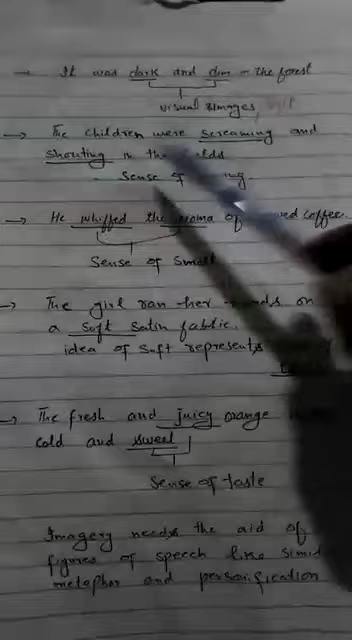 → It was dark and dim in the forest
visual images,
→ The children were screaming and
shouting in the
Sense of
→ He whiffed the of coffee.
Sense of Smell
→ The girl ran her on
a soft satin fablic.
idea of soft represents
→ The fresh and juicy orange
cold and sweet
Sense of taste
Imagery needs the aid of
figures of speech like
metaphor and personification